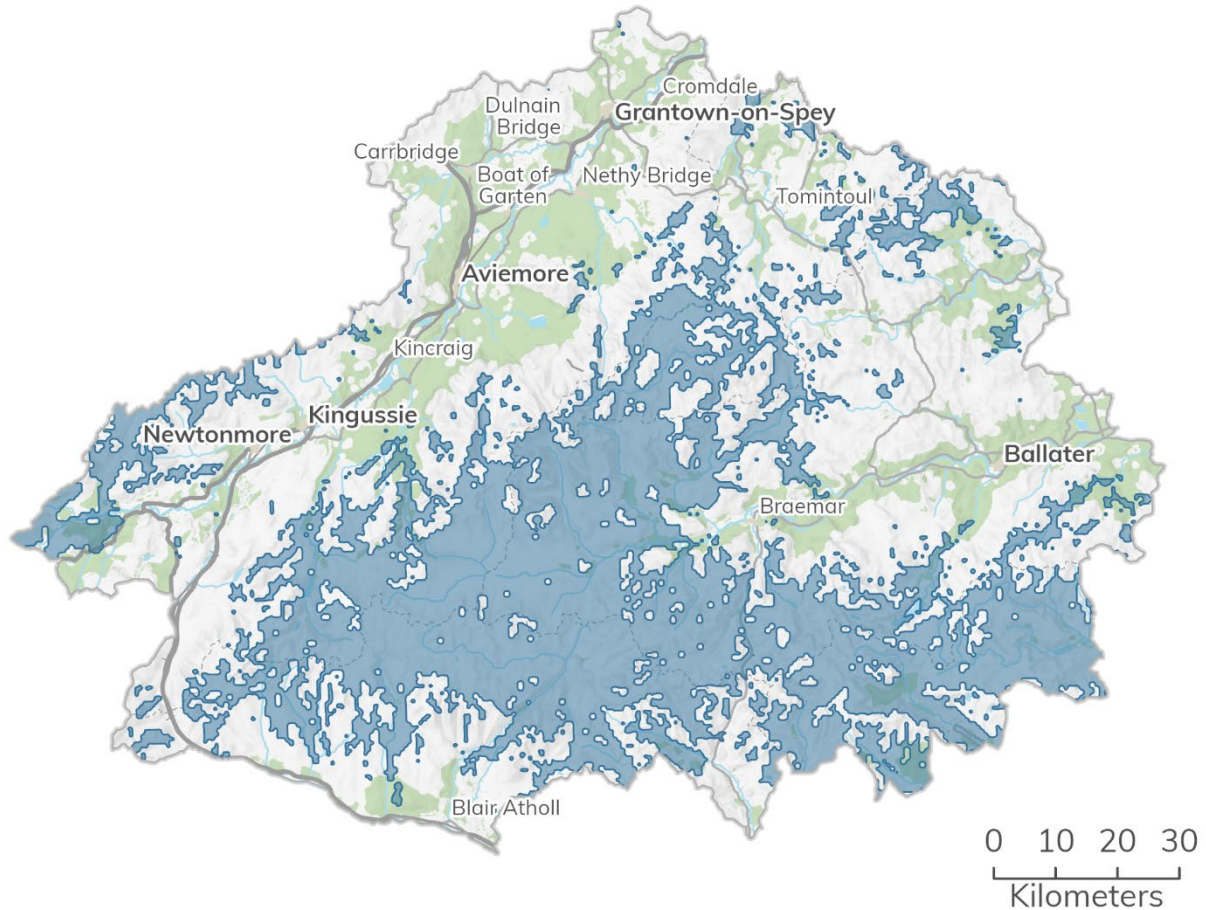 Cromdale
Grantown-on-Spey
Dulnain
Bridge
Carrbridge
Boat of
Garten
Nethy Bridge
Tomintoul
Aviemore
Kincraig
Kingussie
Newtonmore
Ballater
Braemar
Blair Atholl
0 10 20 30
Kilometers